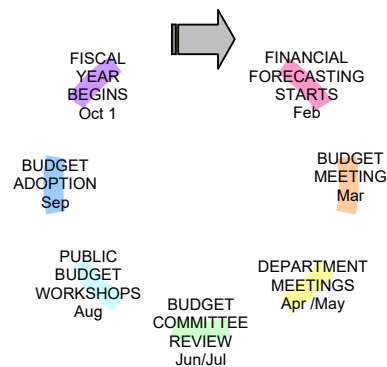 FINANCIAL
FORECASTING
STARTS
Feb
BUDGET
MEETING
Mar
DEPARTMENT
MEETINGS
Apr /May
BUDGET
COMMITTEE
REVIEW
Jun/Jul
PUBLIC
BUDGET
WORKSHOPS
Aug
BUDGET
ADOPTION
Sep
FISCAL
YEAR
BEGINS
Oct 1